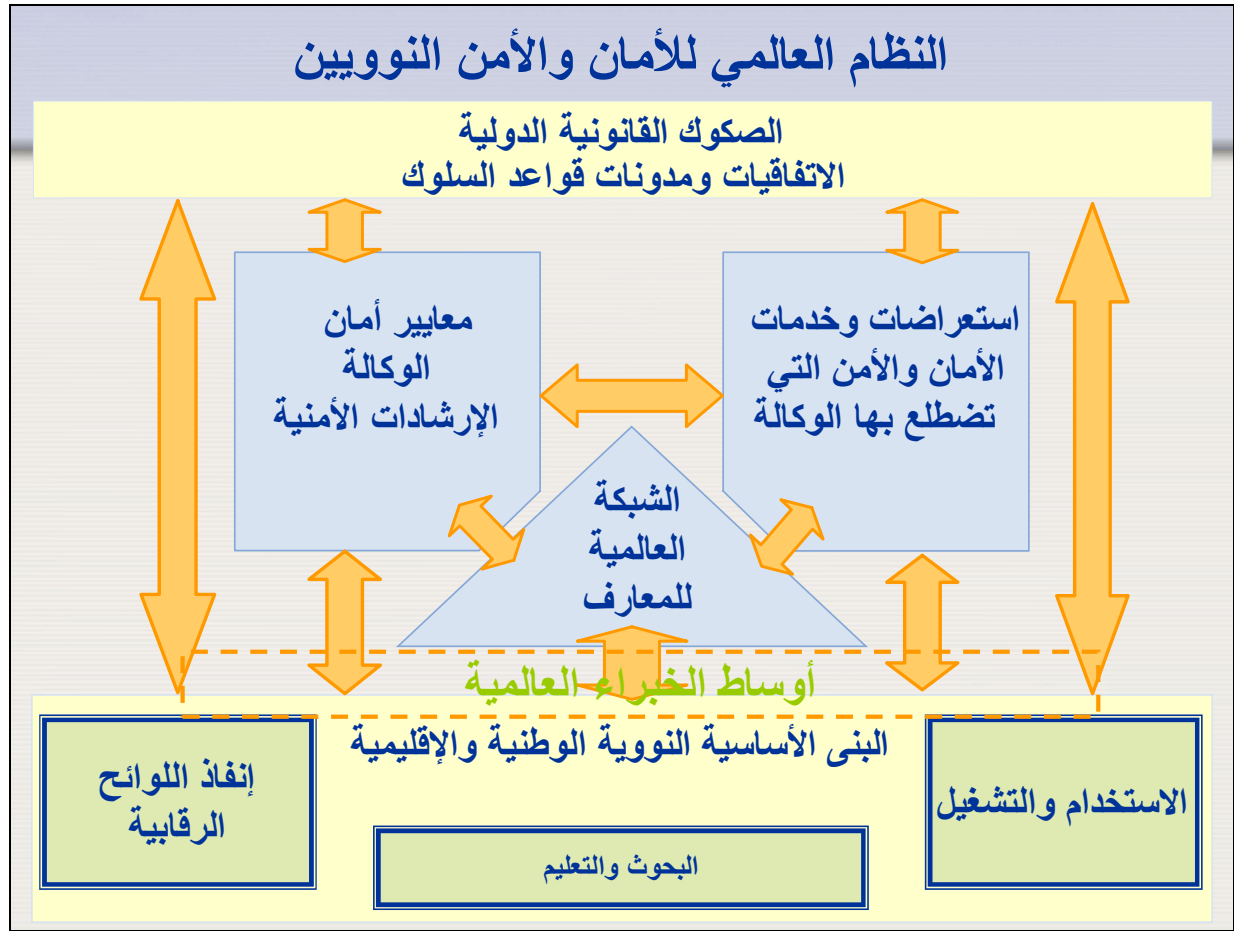 النظام العالمي للأمان والأمن النوويين
الصكوك القانونية الدولية
الاتفاقيات ومدونات قواعد السلوك
استعراضات وخدمات
الأمان والأمن التي
تضطلع بها الوكالة
معايير أمان
الوكالة
الإرشادات الأمنية
الشبكة
العالمية
للمعارف
أوساط الخبراء العالمية
البنى الأساسية النووية الوطنية والإقليمية
الاستخدام والتشغيل
إنفاذ اللوائح
الرقابية
البحوث والتعليم